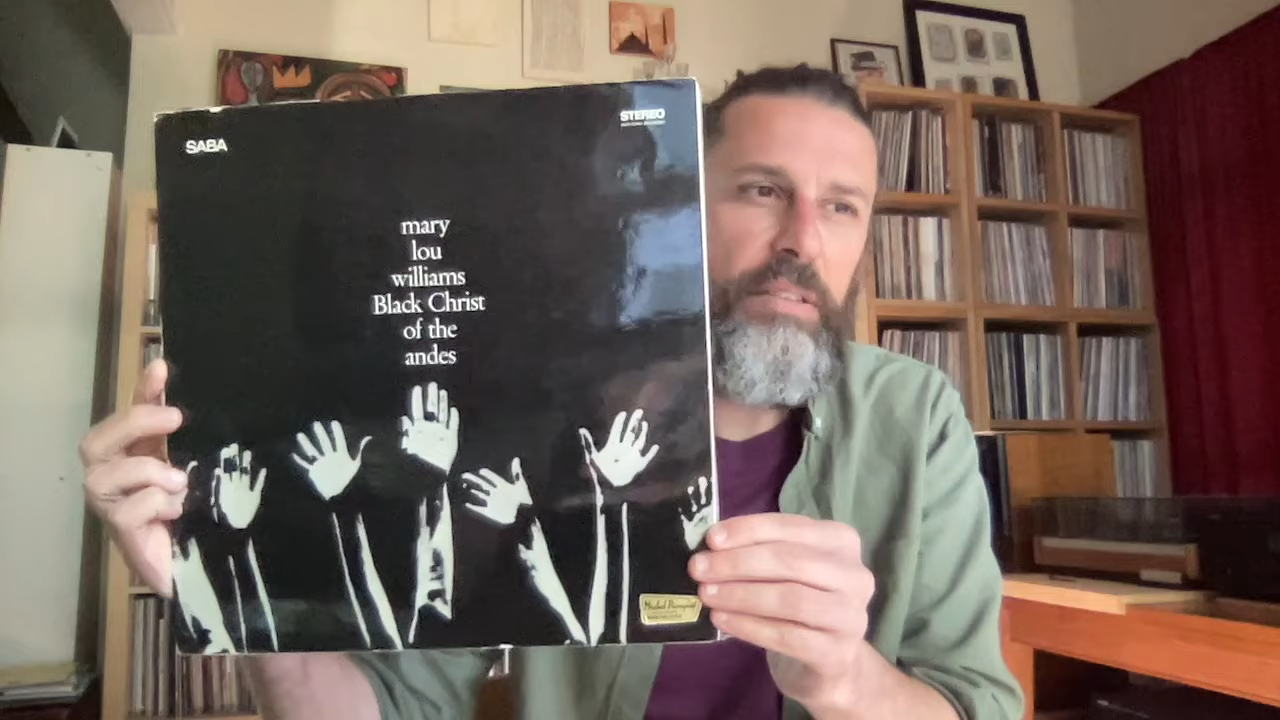 SABA
STEREO
mary
lou
williams
Black Christ
of the
andes